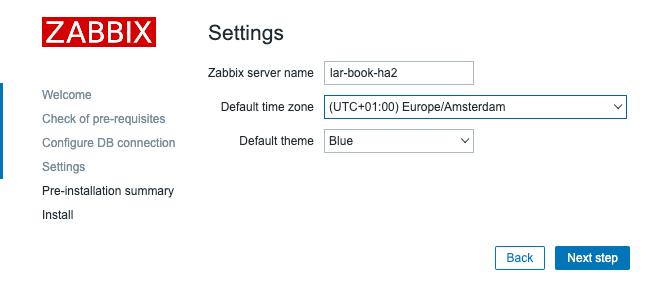 ZABBIX
Settings
Zabbix server name lar-book-ha2
Default time zone (UTC+01:00) Europe/Amsterdam
Default theme Blue
Welcome
Check of pre-requisites
Configure DB connection
Settings
Pre-installation summary
Install
Back Next step